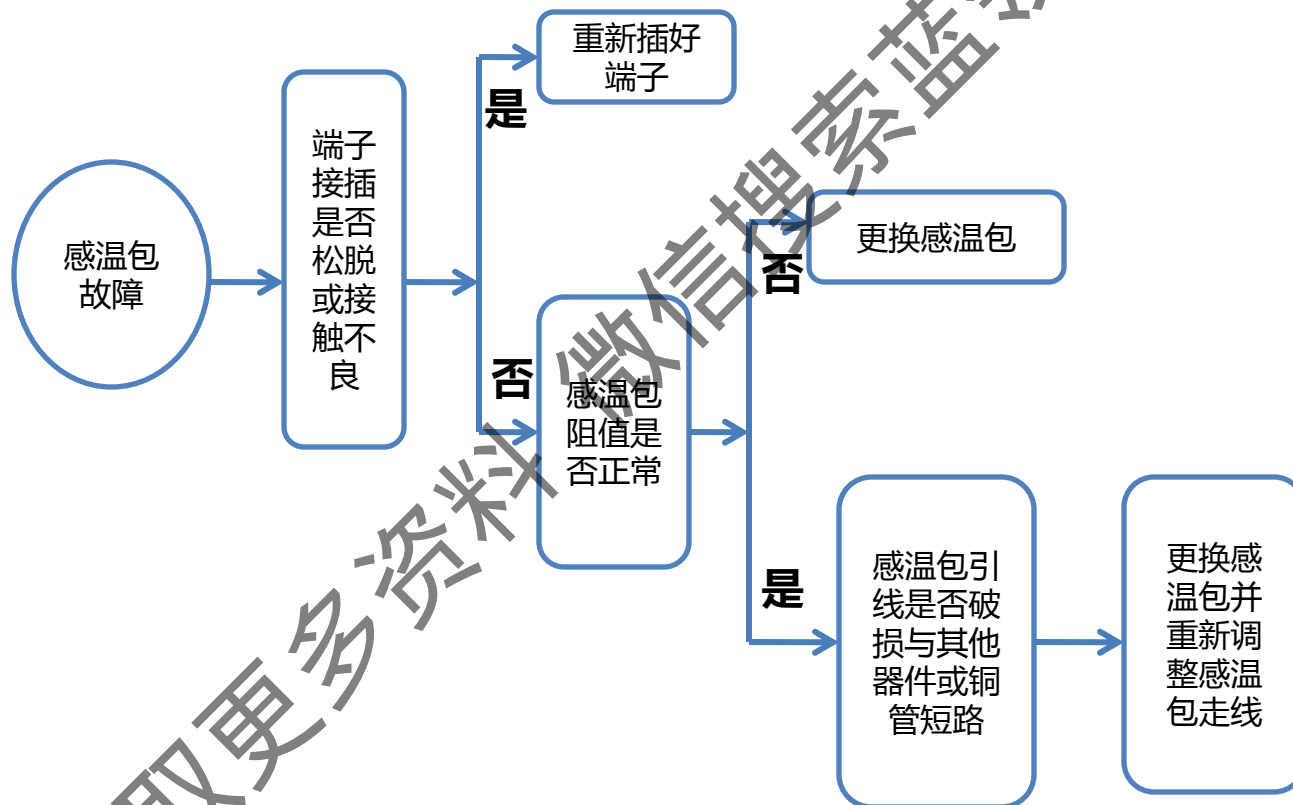 感温包
故障
端子
接插
是否
松脱
或接
触不
良
是
重新插好
端子
否
感温包
阻值是
否正常
否
更换感温包
是
感温包引
线是否破
损与其他
器件或铜
管短路
更换感
温包并
重新调
整感温
包走线
取更多资料 微信搜索蓝